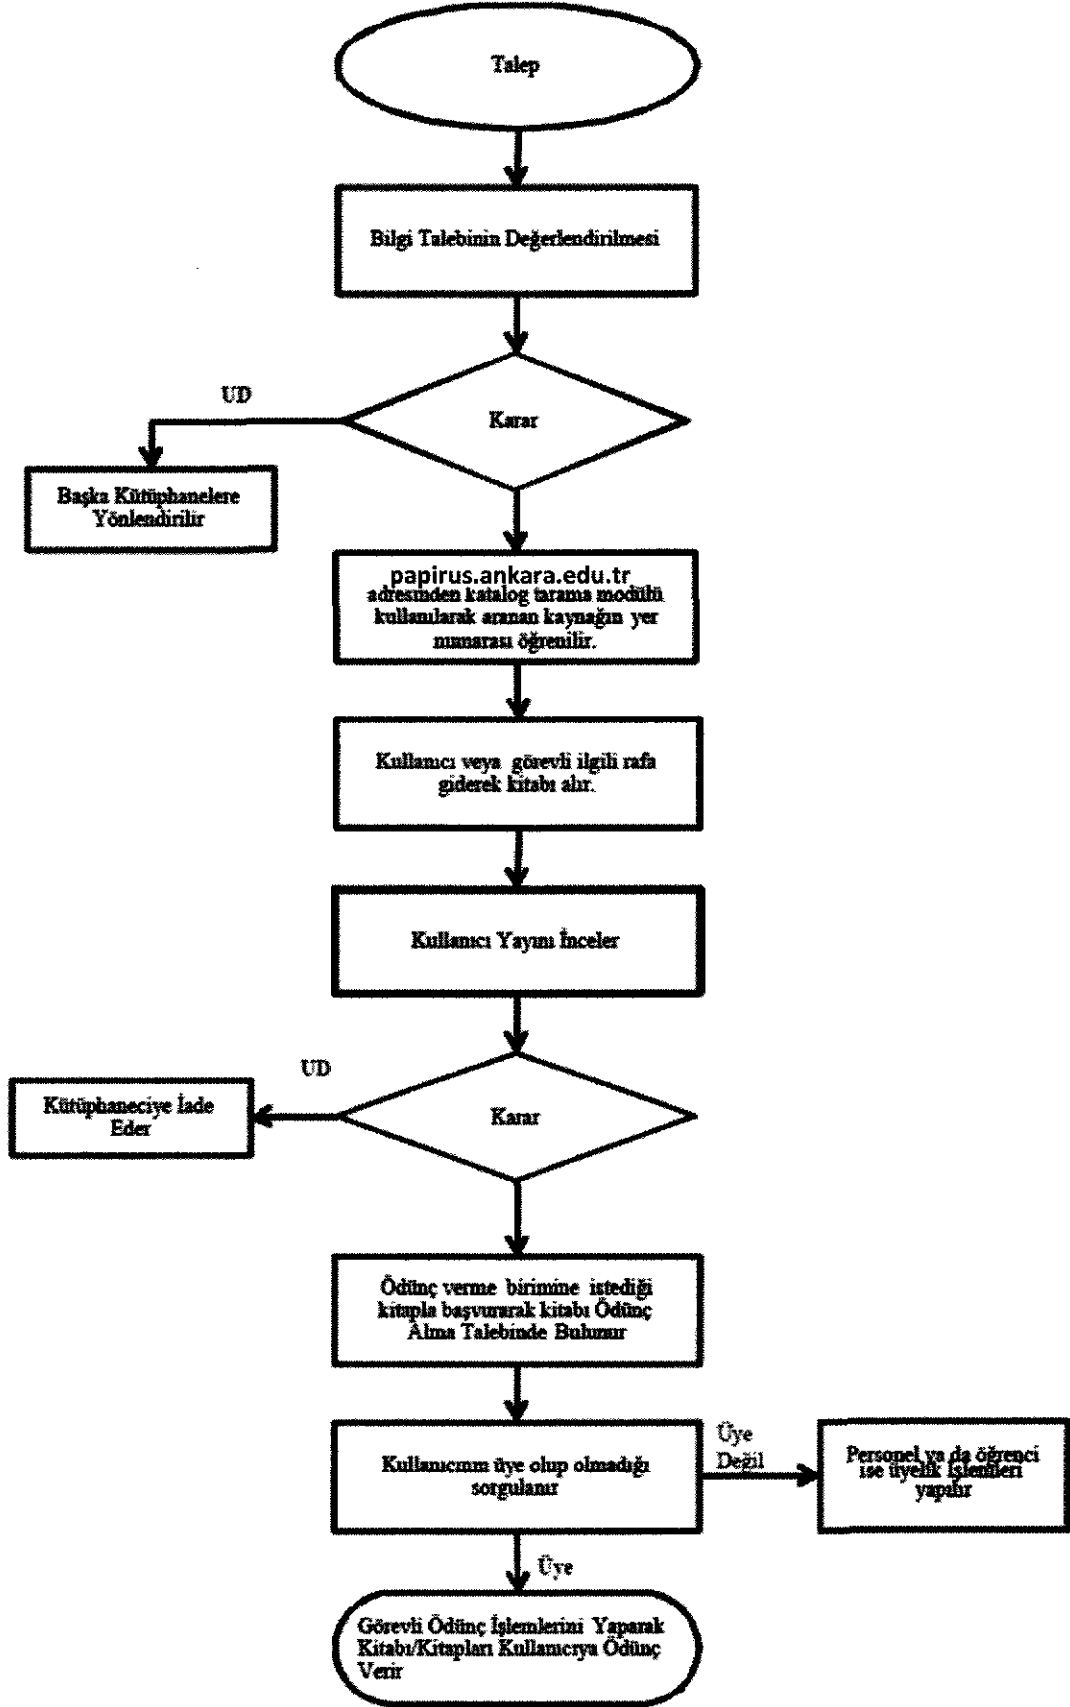 Talep
Bilgi Talebinin Değerlendirilmesi
UD
Karar
Başka Kütüphanelere
Yönlendirilir
papirus.ankara.edu.tr
adresinden katalog tarama modülü
kullanılarak aranan kaynağın yer
numarası öğrenilir.
Kullanıcı veya görevli ilgili rafa
giderek kitabı alır.
Kullanıcı Yayını İnceler
UD
Karar
Kütüphaneciye İade
Eder
Ödünç verme birimine istediği
kitapla başvurarak kitabı Ödünç
Alma Talebinde Bulunur
Kullanıcının üye olup olmadığı
sorgulanır
Üye
Değil
Personel ya da öğrenci
ise üyelik işlemleri
yapılır
Üye
Görevli Ödünç İşlemlerini Yaparak
Kitabı/Kitapları Kullanıcıya Ödünç
Verir